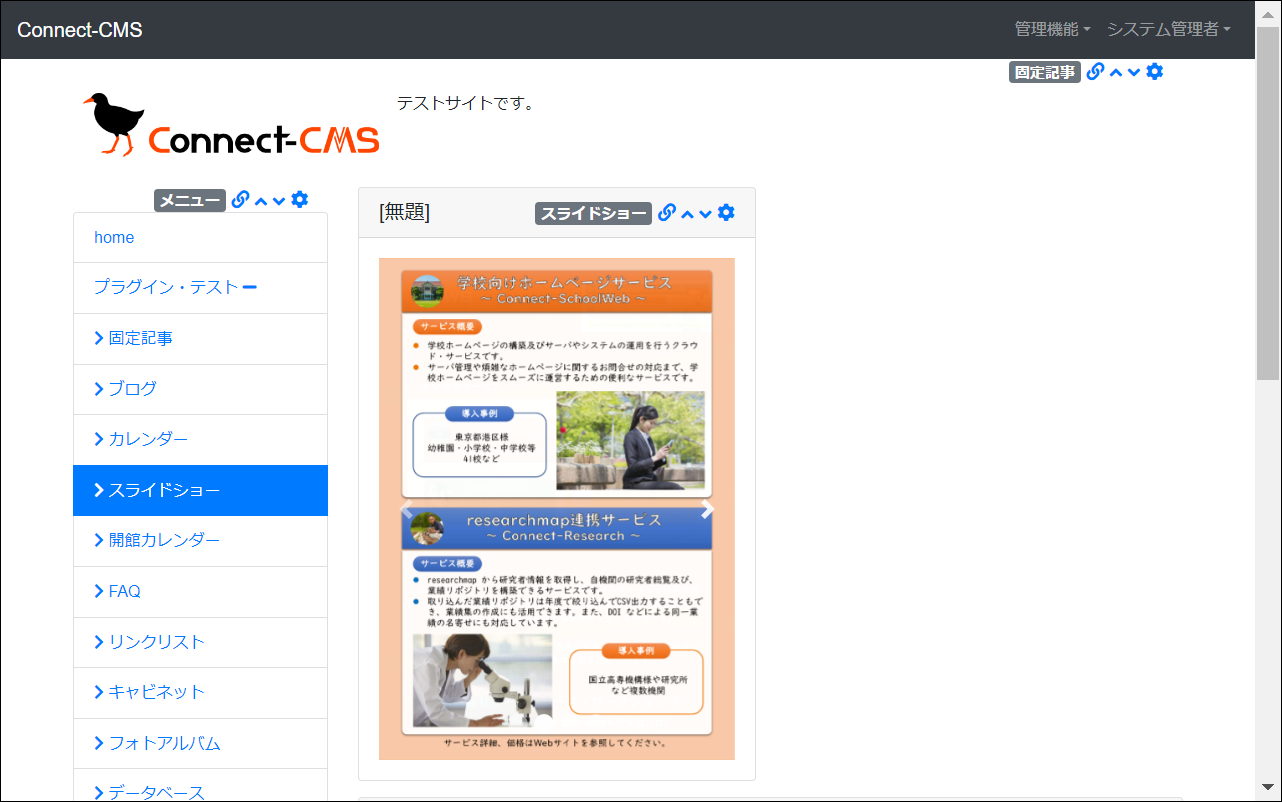 Connect-CMS
管理機能
システム管理者
固定記事
Connect-CMS
テストサイトです。
メニュー
home
プラグイン・テスト
固定記事
ブログ
カレンダー
スライドショー
開館カレンダー
FAQ
リンクリスト
キャビネット
フォトアルバム
データベース
[無題]
スライドショー
学校向けホームページサービス
～ Connect-SchoolWeb ～
サービス概要
学校ホームページの構築及びサーバやシステムの運用を行うクラウ
ド・サービスです。
サーバ管理や煩雑なホームページに関するお問合せの対応まで、学
校ホームページをスムーズに運営するための便利なサービスです。
導入事例
東京都港区様
幼稚園・小学校・中学校等
41校など
researchmap連携サービス
～ Connect-Research ～
サービス概要
researchmap から研究者情報を取得し、自機関の研究者総覧及び、
業績リポジトリを構築できるサービスです。
取り込んだ業績リポジトリは年度で絞り込んでCSV出力することもで
き、業績集の作成にも活用できます。また、DOI などによる同一業
績の名寄せにも対応しています。
導入事例
国立高専機構様や研究所
など複数機関
サービス詳細、価格はWebサイトを参照してください。